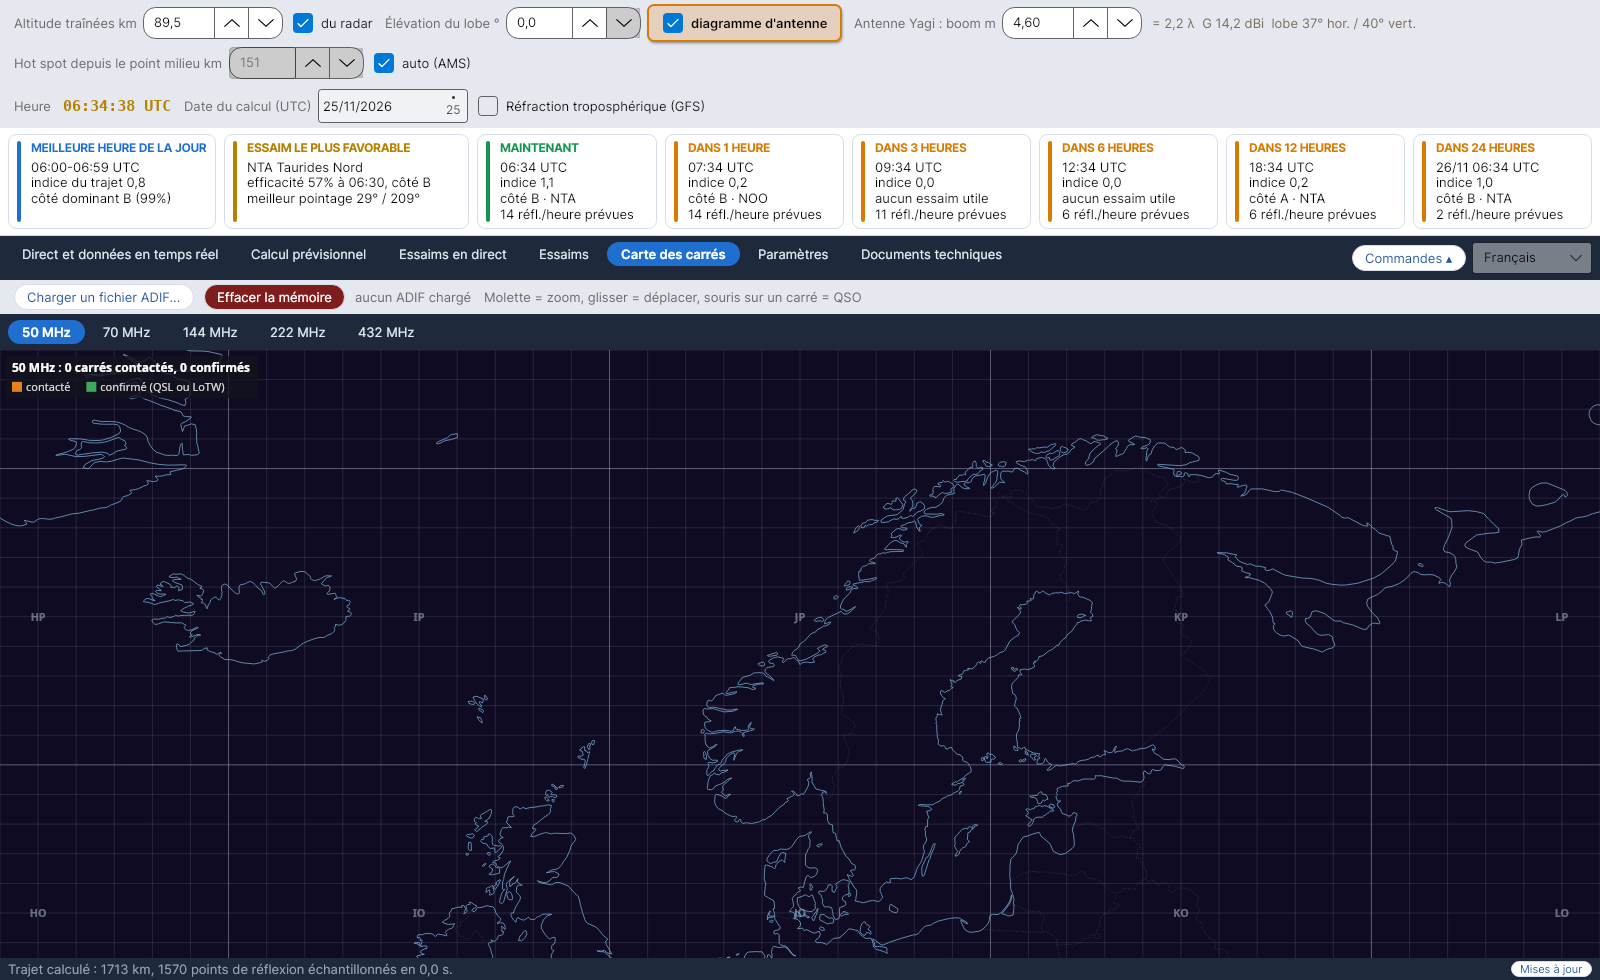 Altitude traînées km 89,5 du radar Élévation du lobe ° 0,0 diagramme d'antenne Antenne Yagi : boom m 4,60 = 2,2 λ G 14,2 dBi lobe 37° hor. / 40° vert.
Hot spot depuis le point milieu km 151 auto (AMS)
Heure 06:34:38 UTC Date du calcul (UTC) 25/11/2026 25 Réfraction troposphérique (GFS)
MEILLEURE HEURE DE LA JOUR
06:00-06:59 UTC
indice du trajet 0,8
côté dominant B (99%)
ESSAIM LE PLUS FAVORABLE
NTA Taurides Nord
efficacité 57% à 06:30, côté B
meilleur pointage 29° / 209°
MAINTENANT
06:34 UTC
indice 1,1
côté B · NTA
14 réfl./heure prévues
DANS 1 HEURE
07:34 UTC
indice 0,2
côté B · NOO
14 réfl./heure prévues
DANS 3 HEURES
09:34 UTC
indice 0,0
aucun essaim utile
11 réfl./heure prévues
DANS 6 HEURES
12:34 UTC
indice 0,0
aucun essaim utile
6 réfl./heure prévues
DANS 12 HEURES
18:34 UTC
indice 0,2
côté A · NTA
6 réfl./heure prévues
DANS 24 HEURES
26/11 06:34 UTC
indice 1,0
côté B · NTA
2 réfl./heure prévues
Direct et données en temps réel Calcul prévisionnel Essaims en direct Essaims Carte des carrés Paramètres Documents techniques Commandes ▴ Français
Charger un fichier ADIF... Effacer la mémoire aucun ADIF chargé Molette = zoom, glisser = déplacer, souris sur un carré = QSO
50 MHz 70 MHz 144 MHz 222 MHz 432 MHz
50 MHz : 0 carrés contactés, 0 confirmés
contacté confirmé (QSL ou LoTW)
HP IP JP KP LP
HO IO JO KO LO
Trajet calculé : 1713 km, 1570 points de réflexion échantillonnés en 0,0 s. Mises à jour